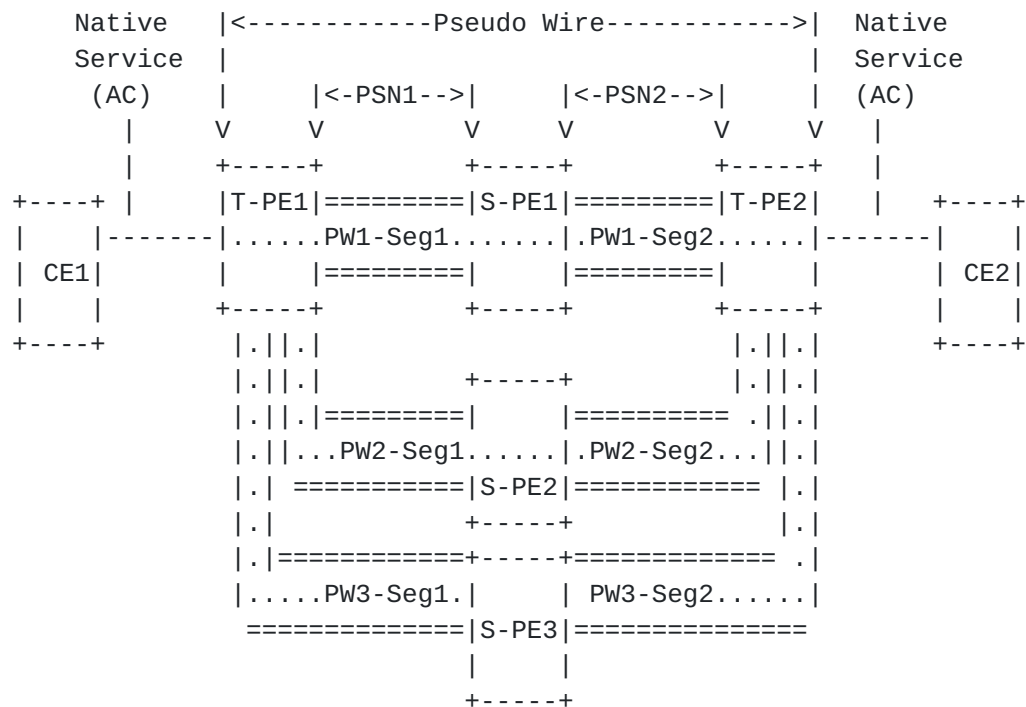 Native   |<------------Pseudo Wire------------>|  Native
Service  |                                     |  Service
(AC)    |     |<-PSN1-->|     |<-PSN2-->|     |  (AC)
|     V     V         V     V         V     V   |
|     +-----+         +-----+         +-----+   |
+----+ |     |T-PE1|=========|S-PE1|=========|T-PE2|   |   +----+
|    |-------|......PW1-Seg1.......|.PW1-Seg2......|-------|    |
| CE1|       |     |=========|     |=========|     |       | CE2|
|    |       +-----+         +-----+         +-----+       |    |
+----+        |.||.|                          |.||.|       +----+
|.||.|         +-----+          |.||.|
|.||.|=========|     |========== .||.|
|.||...PW2-Seg1......|.PW2-Seg2...||.|
|.| ===========|S-PE2|============ |.|
|.|            +-----+             |.|
|.|============+-----+============= .|
|.....PW3-Seg1.|     | PW3-Seg2......|
==============|S-PE3|===============
|     |
+-----+